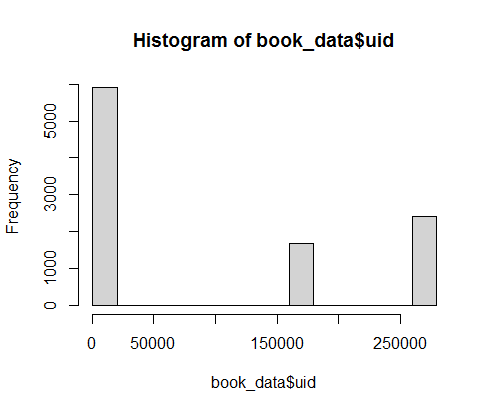 Histogram of book_data$uid
Frequency
5000
3000
1000
0
0 50000 150000 250000
book_data$uid